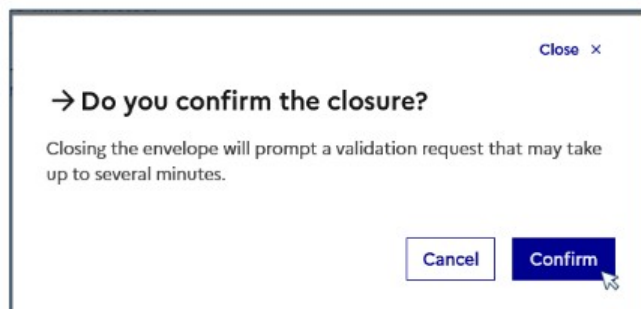 Close ×
→ Do you confirm the closure?
Closing the envelope will prompt a validation request that may take
up to several minutes.
Cancel
Confirm